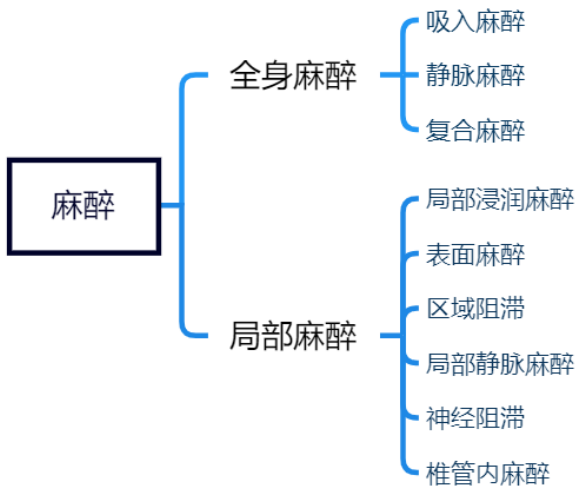 麻醉
全身麻醉
吸入麻醉
静脉麻醉
复合麻醉
局部麻醉
局部浸润麻醉
表面麻醉
区域阻滞
局部静脉麻醉
神经阻滞
椎管内麻醉